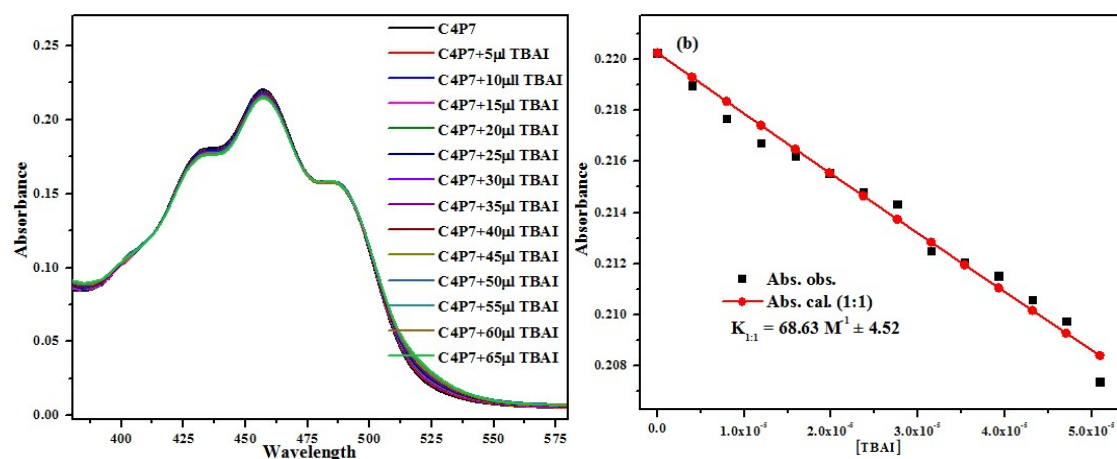 0.25
0.20
0.15
0.10
0.05
0.00
Absorbance
400
425
450
475
500
525
550
575
Wavelength
C4P7
C4P7+5µl TBAI
C4P7+10µll TBAI
C4P7+15µl TBAI
C4P7+20µl TBAI
C4P7+25µl TBAI
C4P7+30µl TBAI
C4P7+35µl TBAI
C4P7+40µl TBAI
C4P7+45µl TBAI
C4P7+50µl TBAI
C4P7+55µl TBAI
C4P7+60µl TBAI
C4P7+65µl TBAI
(b)
0.220
0.218
0.216
0.214
0.212
0.210
0.208
Absorbance
Abs. obs.
Abs. cal. (1:1)
K1:1 = 68.63 M⁻¹ ± 4.52
0.0
1.0x10⁻⁵
2.0x10⁻⁵
3.0x10⁻⁵
4.0x10⁻⁵
5.0x10⁻⁵
[TBAI]